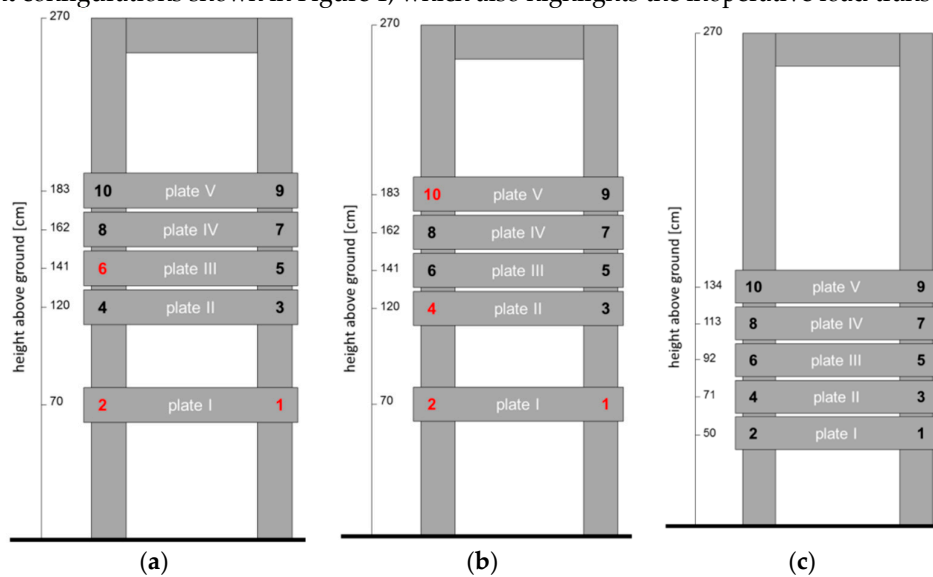 configurations shown in Figure 1, which also highlights the inoperative load
270 270 270
183 10 plate V 9 183 10 plate V 9
162 8 plate IV 7 162 8 plate IV 7
141 6 plate III 5 141 6 plate III 5 134 10 plate V 9
120 4 plate II 3 120 4 plate II 3 113 8 plate IV 7
92 6 plate III 5
71 4 plate II 3
70 2 plate I 1 70 2 plate I 1 50 2 plate I 1
height above ground [cm] height above ground [cm] height above ground [cm]
(a) (b) (c)